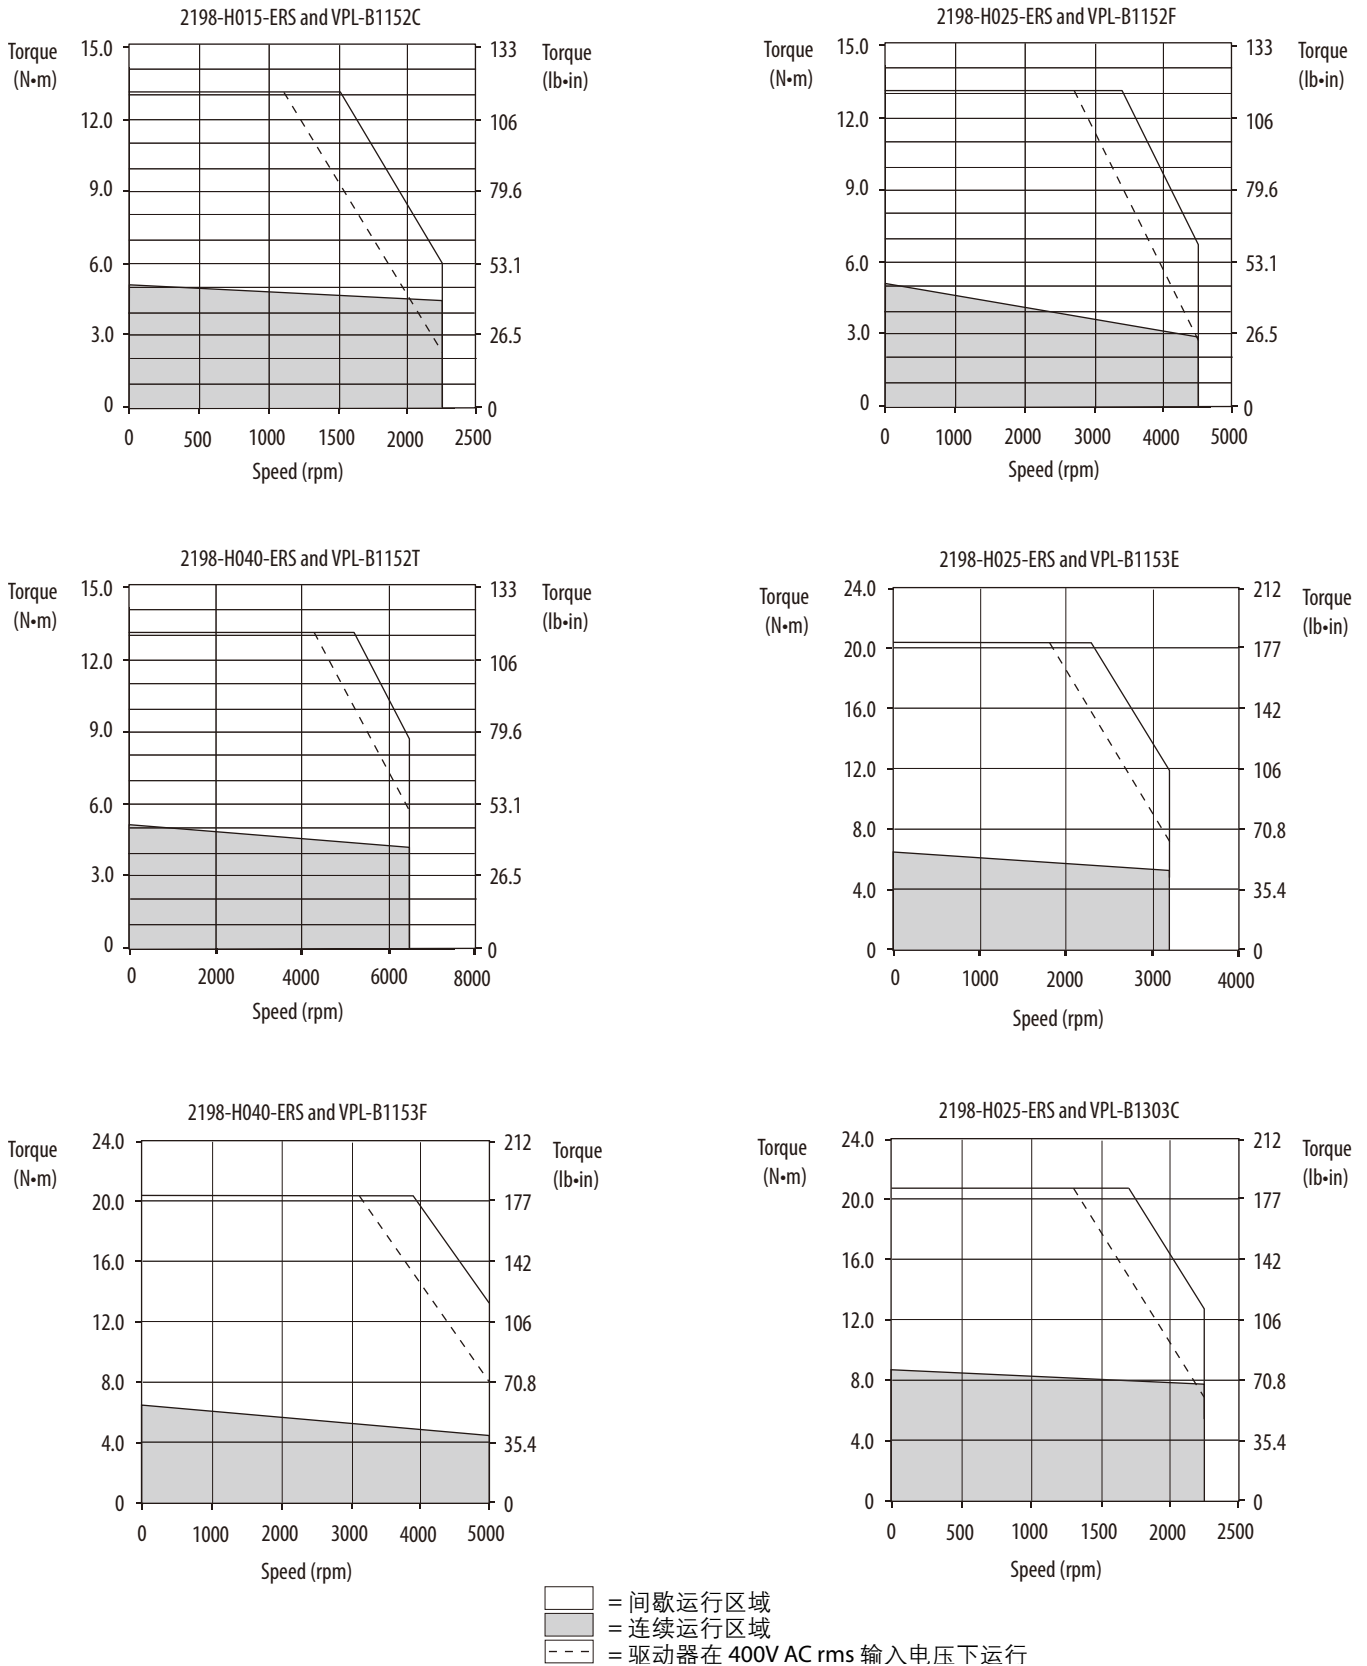 2198-H015-ERS and VPL-B1152C
Torque
(N•m)
15.0
12.0
9.0
6.0
3.0
0
133
106
79.6
53.1
26.5
0
Torque
(lb•in)
0 500 1000 1500 2000 2500
Speed (rpm)
2198-H025-ERS and VPL-B1152F
Torque
(N•m)
15.0
12.0
9.0
6.0
3.0
0
133
106
79.6
53.1
26.5
0
Torque
(lb•in)
0 1000 2000 3000 4000 5000
Speed (rpm)
2198-H040-ERS and VPL-B1152T
Torque
(N•m)
15.0
12.0
9.0
6.0
3.0
0
133
106
79.6
53.1
26.5
0
Torque
(lb•in)
0 2000 4000 6000 8000
Speed (rpm)
2198-H025-ERS and VPL-B1153E
Torque
(N•m)
24.0
20.0
16.0
12.0
8.0
4.0
0
212
177
142
106
70.8
35.4
0
Torque
(lb•in)
0 1000 2000 3000 4000
Speed (rpm)
2198-H040-ERS and VPL-B1153F
Torque
(N•m)
24.0
20.0
16.0
12.0
8.0
4.0
0
212
177
142
106
70.8
35.4
0
Torque
(lb•in)
0 1000 2000 3000 4000 5000
Speed (rpm)
2198-H025-ERS and VPL-B1303C
Torque
(N•m)
24.0
20.0
16.0
12.0
8.0
4.0
0
212
177
142
106
70.8
35.4
0
Torque
(lb•in)
0 500 1000 1500 2000 2500
Speed (rpm)
= 间歇运行区域
= 连续运行区域
= 驱动器在 400V AC rms 输入电压下运行